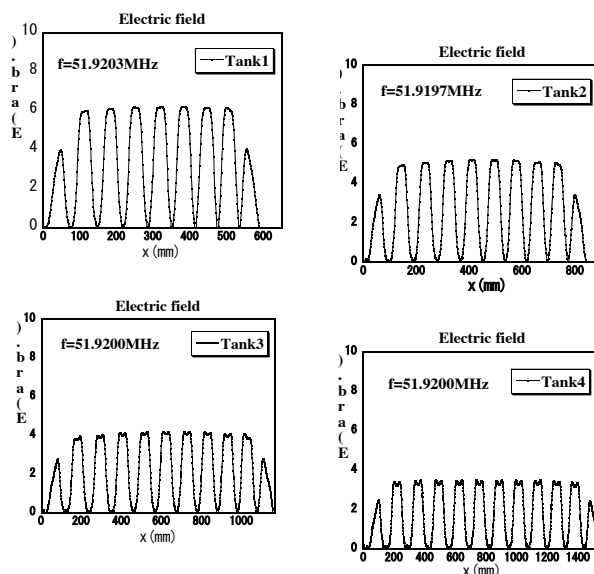 Electric field
10
8
6
4
2
0
E(arb.)
f=51.9203MHz
Tank1
0 100 200 300 400 500 600
x (mm)
Electric field
10
8
6
4
2
0
E(arb.)
f=51.9197MHz
Tank2
0 200 400 600 800
x (mm)
Electric field
10
8
6
4
2
0
E(arb.)
f=51.9200MHz
Tank3
0 200 400 600 800 1000
x (mm)
Electric field
10
8
6
4
2
0
E(arb.)
f=51.9200MHz
Tank4
0 200 400 600 800 1000 1200 1400
x (mm)